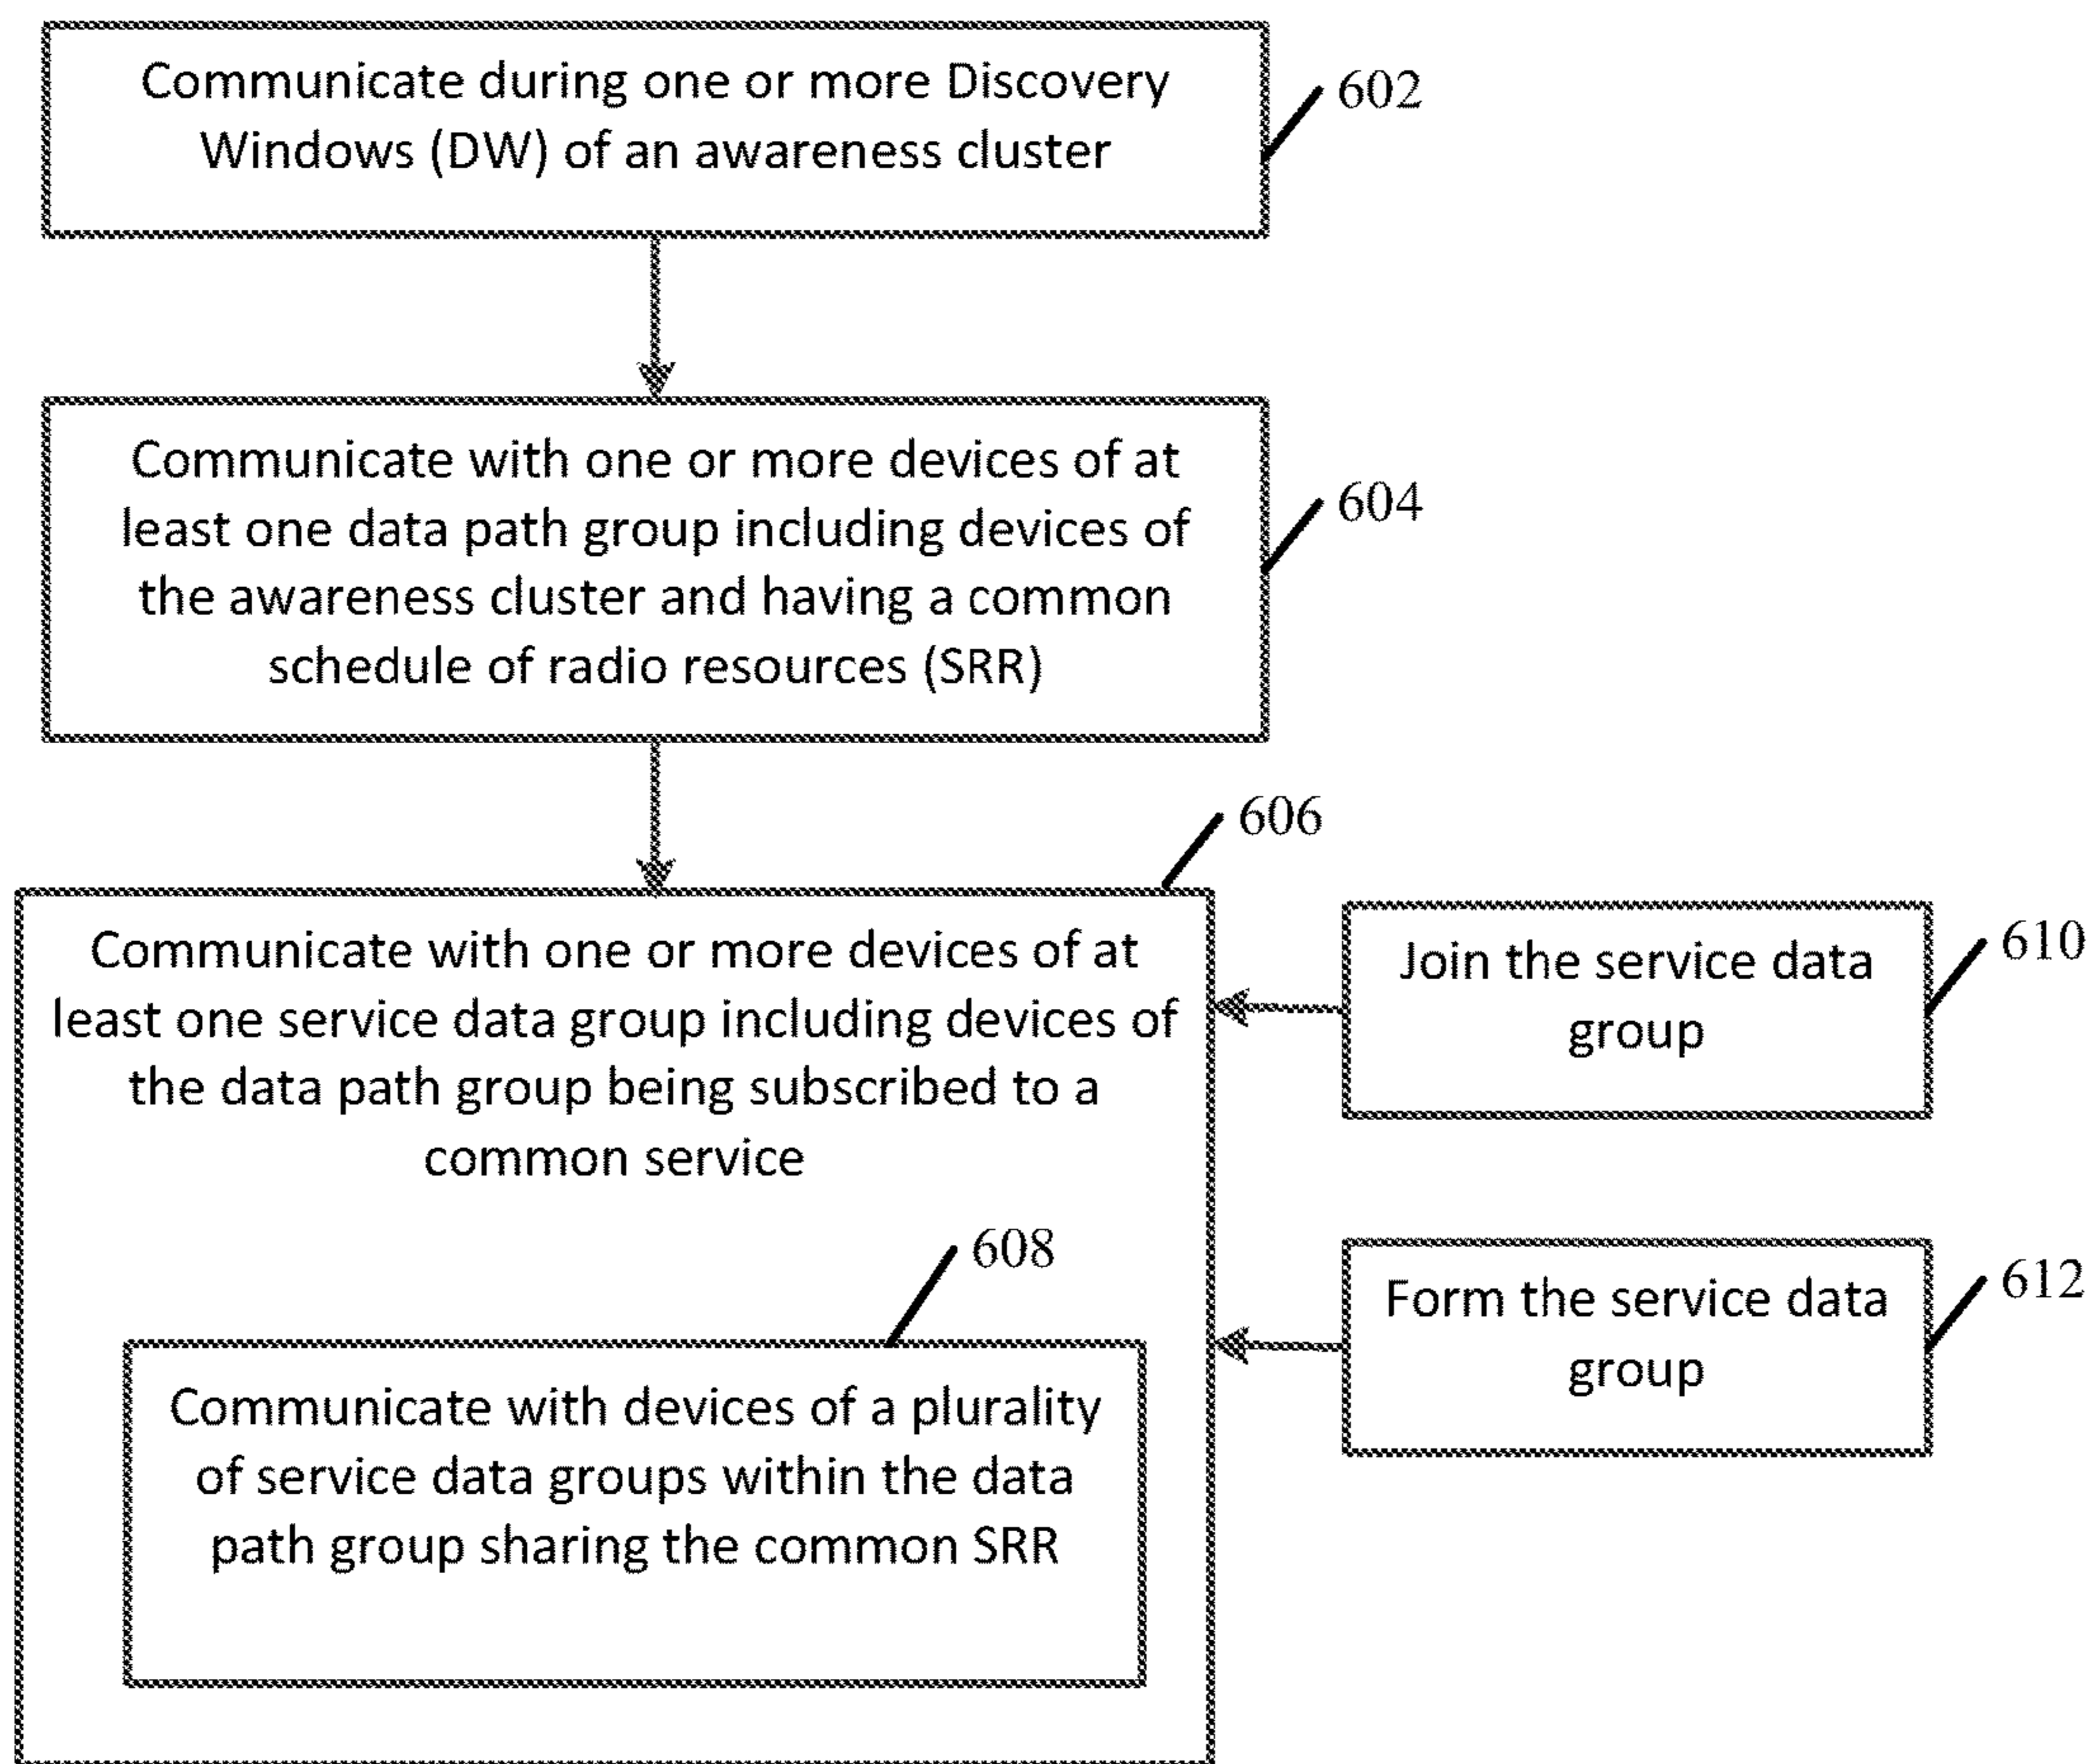 Communicate during one or more Discovery
Windows (DW) of an awareness cluster
602
Communicate with one or more devices of at
least one data path group including devices of
the awareness cluster and having a common
schedule of radio resources (SRR)
604
606
Communicate with one or more devices of at
least one service data group including devices of
the data path group being subscribed to a
common service
610
Join the service data
group
608
Communicate with devices of a plurality
of service data groups within the data
path group sharing the common SRR
612
Form the service data
group